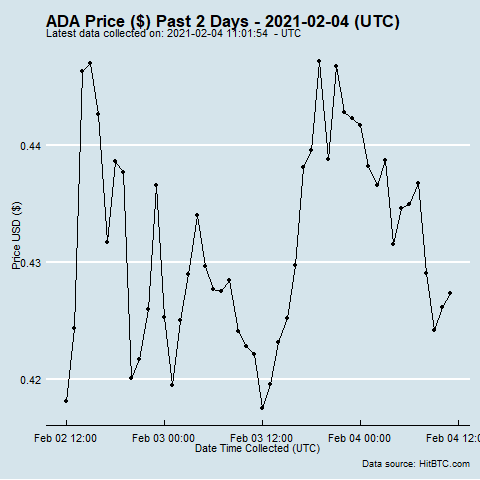 ADA Price ($) Past 2 Days - 2021-02-04 (UTC)
Latest data collected on: 2021-02-04 11:01:54 - UTC
0.44
0.43
0.42
Price USD ($)
Feb 02 12:00 Feb 03 00:00 Feb 03 12:00 Feb 04 00:00 Feb 04 12:00
Date Time Collected (UTC)
Data source: HitBTC.com